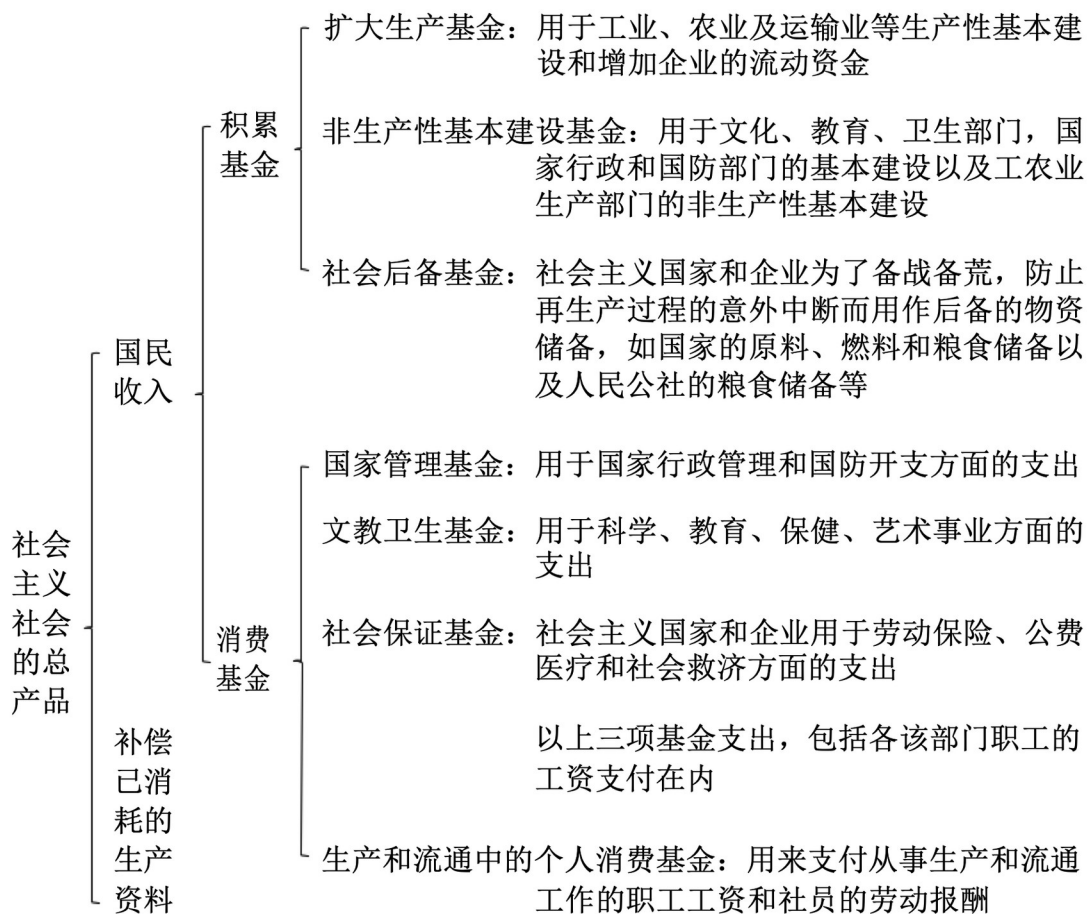 社会
主义
社会
的总
产品
国民
收入
积累
基金
扩大生产基金：用于工业、农业及运输业等生产性基本建
设和增加企业的流动资金
非生产性基本建设基金：用于文化、教育、卫生部门，国
家行政和国防部门的基本建设以及工农业
生产部门的非生产性基本建设
社会后备基金：社会主义国家和企业为了备战备荒，防止
再生产过程的意外中断而用作后备的物资
储备，如国家的原料、燃料和粮食储备以
及人民公社的粮食储备等
消费
基金
国家管理基金：用于国家行政管理和国防开支方面的支出
文教卫生基金：用于科学、教育、保健、艺术事业方面的
支出
社会保证基金：社会主义国家和企业用于劳动保险、公费
医疗和社会救济方面的支出
以上三项基金支出，包括各该部门职工的
工资支付在内
生产和流通中的个人消费基金：用来支付从事生产和流通
工作的职工工资和社员的劳动报酬
补偿
已消
耗的
生产
资料